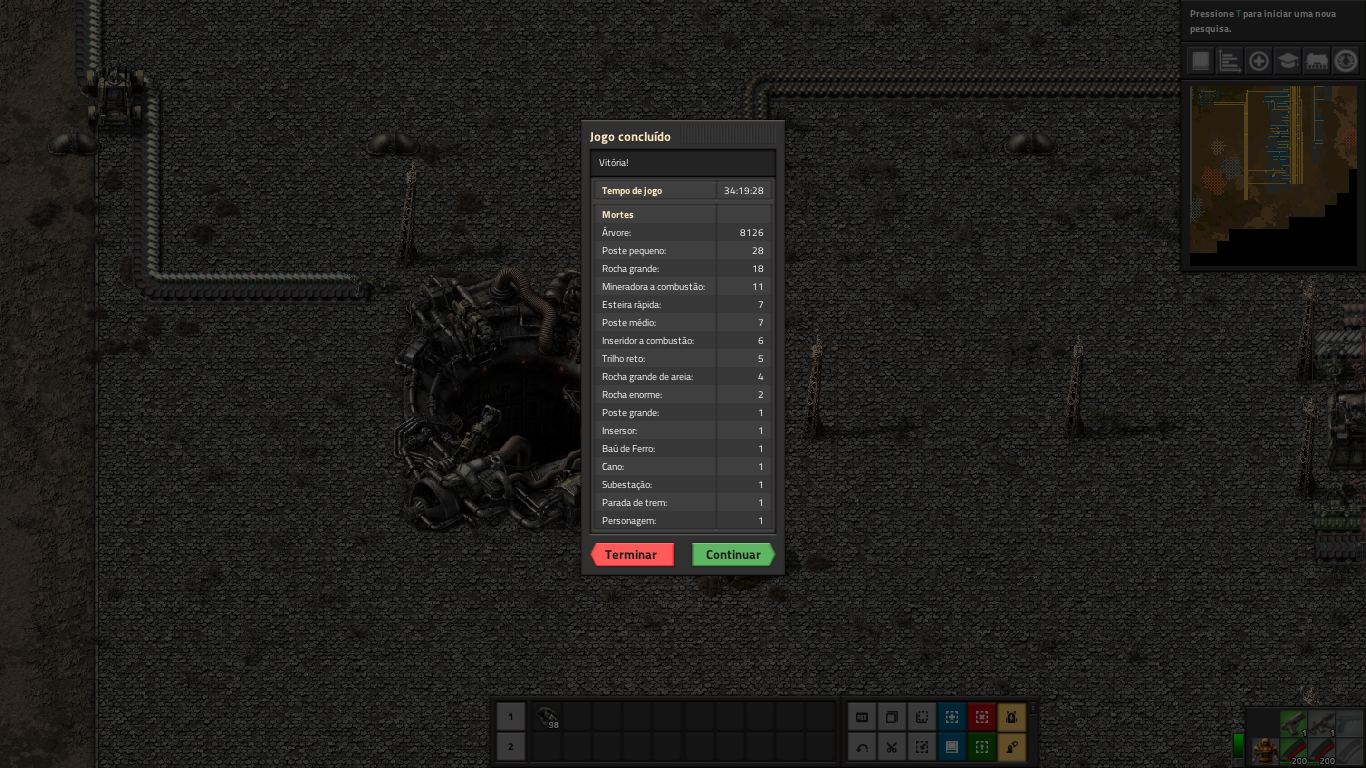 Pressione T para iniciar uma nova
pesquisa.
Jogo concluído
Vitória!
Tempo de jogo 34:19:28
Mortes
Árvore: 8126
Poste pequeno: 28
Rocha grande: 18
Mineradora a combustão: 11
Esteira rápida: 7
Poste médio: 7
Inseridor a combustão: 6
Trilho reto: 5
Rocha grande de areia: 4
Rocha enorme: 2
Poste grande: 1
Insersor: 1
Baú de Ferro: 1
Cano: 1
Subestação: 1
Parada de trem: 1
Personagem: 1
Terminar Continuar
1 98
2
1 1
200 200